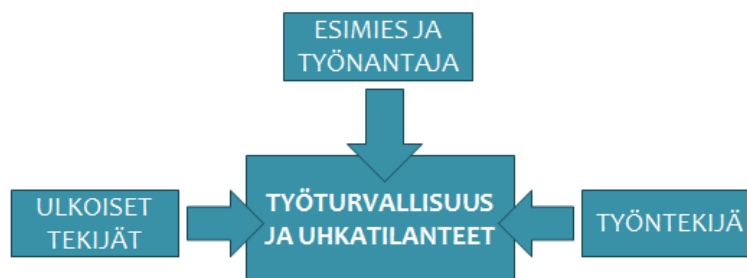 ESIMIES JA
TYÖNANTAJA
ULKOISET
TEKIJÄT
TYÖTURVALLISUUS
JA UHKATILANTEET
TYÖNTEKIJÄ